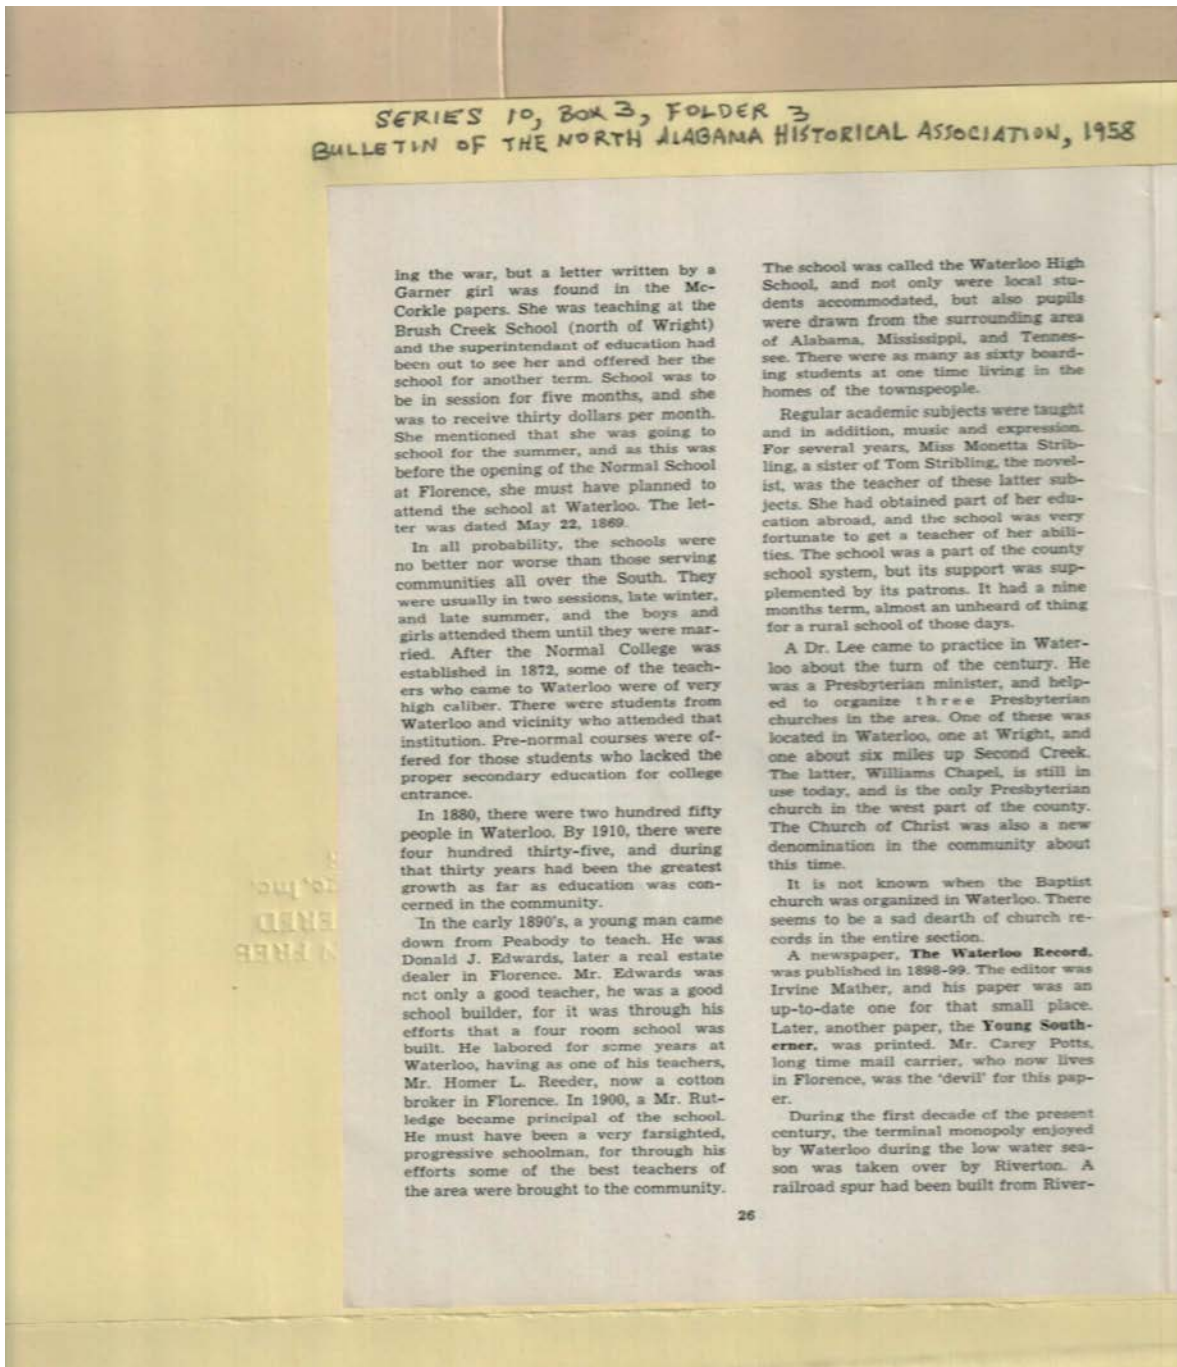 SERIES 10, BOX 3, FOLDER 3
BULLETIN OF THE NORTH ALABAMA HISTORICAL ASSOCIATION, 1958
ing the war, but a letter written by a
Garner girl was found in the Mc-
Corkle papers. She was teaching at the
Brush Creek School (north of Wright)
and the superintendant of education had
been out to see her and offered her the
school for another term. School was to
be in session for five months, and she
was to receive thirty dollars per month.
She mentioned that she was going to
school for the summer, and as this was
before the opening of the Normal School
at Florence, she must have planned to
attend the school at Waterloo. The let-
ter was dated May 22, 1869.
In all probability, the schools were
no better nor worse than those serving
communities all over the South. They
were usually in two sessions, late winter,
and late summer, and the boys and
girls attended them until they were mar-
ried. After the Normal College was
established in 1872, some of the teach-
ers who came to Waterloo were of very
high caliber. There were students from
Waterloo and vicinity who attended that
institution. Pre-normal courses were of-
fered for those students who lacked the
proper secondary education for college
entrance.
In 1880, there were two hundred fifty
people in Waterloo. By 1910, there were
four hundred thirty-five, and during
that thirty years had been the greatest
growth as far as education was con-
cerned in the community.
In the early 1890's, a young man came
down from Peabody to teach. He was
Donald J. Edwards, later a real estate
dealer in Florence. Mr. Edwards was
not only a good teacher, he was a good
school builder, for it was through his
efforts that a four room school was
built. He labored for some years at
Waterloo, having as one of his teachers,
Mr. Homer L. Reeder, now a cotton
broker in Florence. In 1900, a Mr. Rut-
ledge became principal of the school.
He must have been a very farsighted,
progressive schoolman, for through his
efforts some of the best teachers of
the area were brought to the community.
The school was called the Waterloo High
School, and not only were local stu-
dents accommodated, but also pupils
were drawn from the surrounding area
of Alabama, Mississippi, and Tennes-
see. There were as many as sixty board-
ing students at one time living in the
homes of the townspeople.
Regular academic subjects were taught
and in addition, music and expression.
For several years, Miss Monetta Strib-
ling, a sister of Tom Stribling, the novel-
ist, was the teacher of these latter sub-
jects. She had obtained part of her edu-
cation abroad, and the school was very
fortunate to get a teacher of her abili-
ties. The school was a part of the county
school system, but its support was sup-
plemented by its patrons. It had a nine
months term, almost an unheard of thing
for a rural school of those days.
A Dr. Lee came to practice in Water-
loo about the turn of the century. He
was a Presbyterian minister, and help-
ed to organize three Presbyterian
churches in the area. One of these was
located in Waterloo, one at Wright, and
one about six miles up Second Creek.
The latter, Williams Chapel, is still in
use today, and is the only Presbyterian
church in the west part of the county.
The Church of Christ was also a new
denomination in the community about
this time.
It is not known when the Baptist
church was organized in Waterloo. There
seems to be a sad dearth of church re-
cords in the entire section.
A newspaper, The Waterloo Record,
was published in 1898-99. The editor was
Irvine Mather, and his paper was an
up-to-date one for that small place.
Later, another paper, the Young South-
erner, was printed. Mr. Carey Potts,
long time mail carrier, who now lives
in Florence, was the 'devil' for this pap-
er.
During the first decade of the present
century, the terminal monopoly enjoyed
by Waterloo during the low water sea-
son was taken over by Riverton. A
railroad spur had been built from River-
26